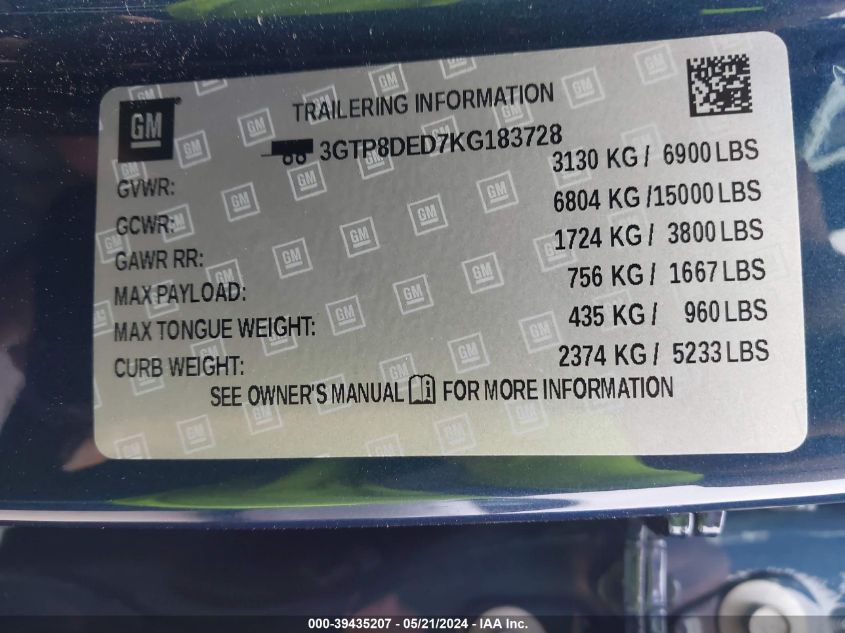 GM
TRAILERING INFORMATION
3GTP8DED7KG183728
GVWR: 3130 KG / 6900 LBS
GCWR: 6804 KG / 15000 LBS
GAWR RR: 1724 KG / 3800 LBS
MAX PAYLOAD: 756 KG / 1667 LBS
MAX TONGUE WEIGHT: 435 KG / 960 LBS
CURB WEIGHT: 2374 KG / 5233 LBS
SEE OWNER'S MANUAL FOR MORE INFORMATION
000-39435207 - 05/21/2024 - IAA Inc.